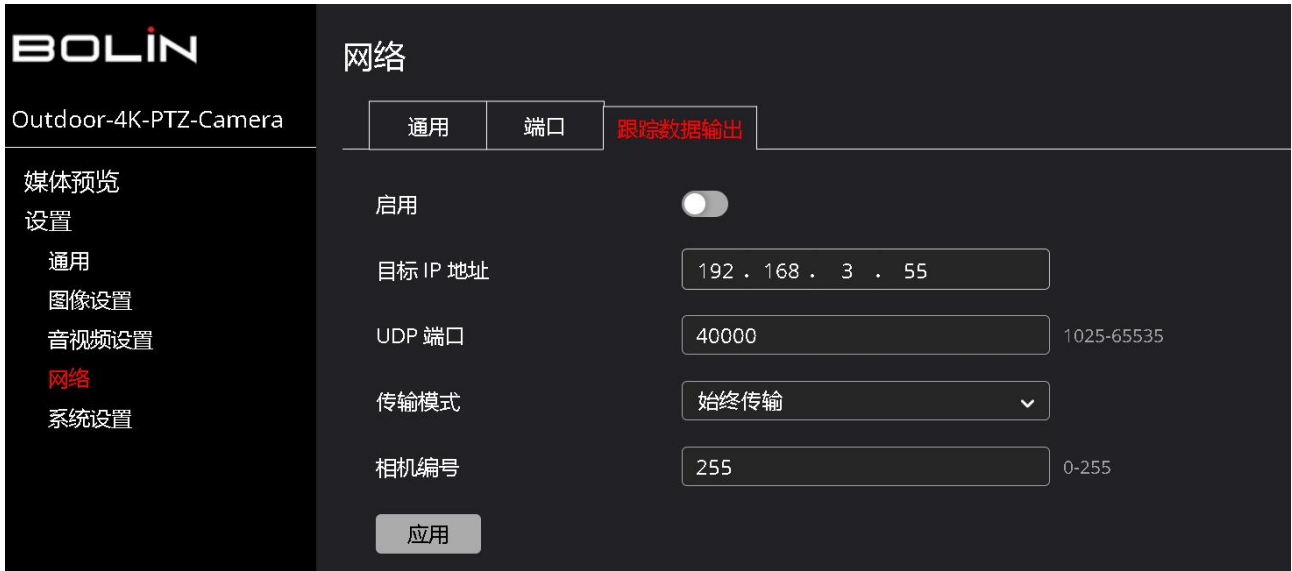 BOLIN
Outdoor-4K-PTZ-Camera
媒体预览
设置
通用
图像设置
音视频设置
网络
系统设置
网络
通用 端口 跟踪数据输出
启用
目标 IP 地址 192 . 168 . 3 . 55
UDP 端口 40000 1025-65535
传输模式 始终传输
相机编号 255 0-255
应用